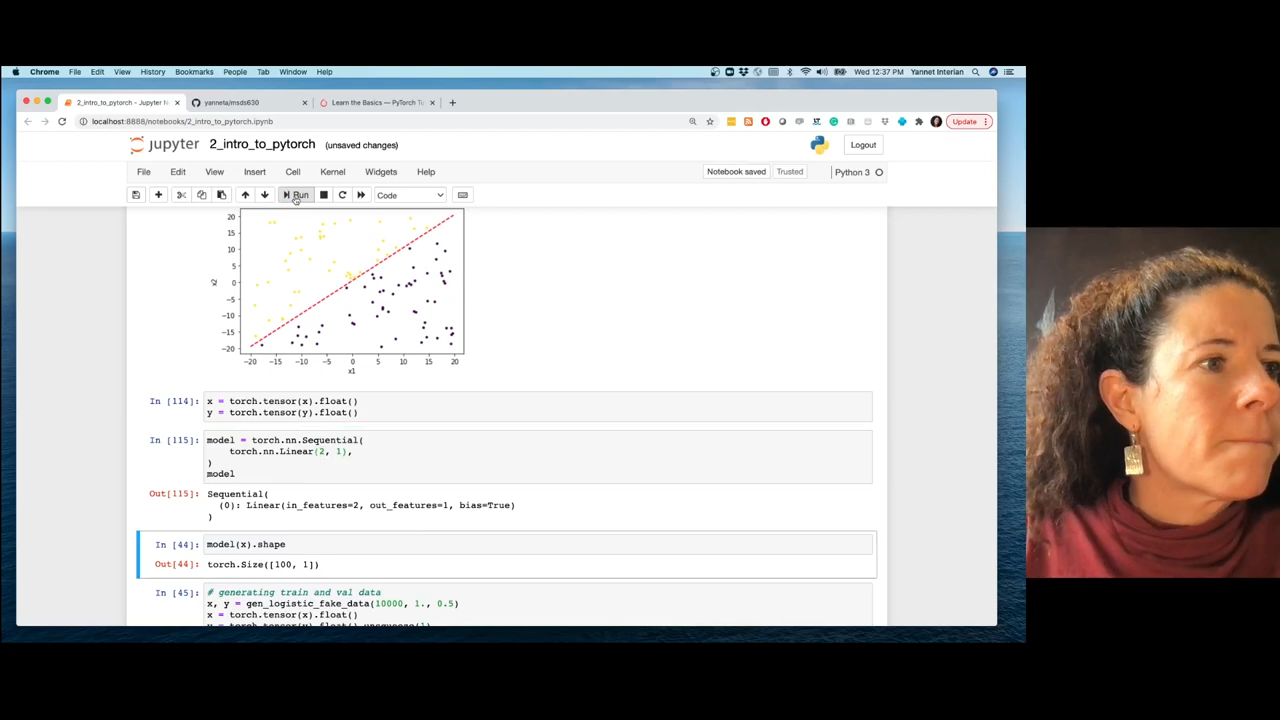 Chrome File Edit View History Bookmarks People Tab Window Help Wed 12:37 PM Yannet Interian
2_intro_to_pytorch - Jupyter N yanneta/msds630 Learn the Basics — PyTorch T
localhost:8888/notebooks/2_intro_to_pytorch.ipynb Update
jupyter 2_intro_to_pytorch (unsaved changes) Logout
File Edit View Insert Cell Kernel Widgets Help Notebook saved Trusted Python 3
Run Code
20
15
10
5
0
−5
−10
−15
−20
x2
−20 −15 −10 −5 0 5 10 15 20
x1
In [114]: x = torch.tensor(x).float()
y = torch.tensor(y).float()
In [115]: model = torch.nn.Sequential(
torch.nn.Linear(2, 1),
)
model
Out[115]: Sequential(
(0): Linear(in_features=2, out_features=1, bias=True)
)
In [44]: model(x).shape
Out[44]: torch.Size([100, 1])
In [45]: # generating train and val data
x, y = gen_logistic_fake_data(10000, 1., 0.5)
x = torch.tensor(x).float()
y = torch.tensor(y).float().unsqueeze(1)